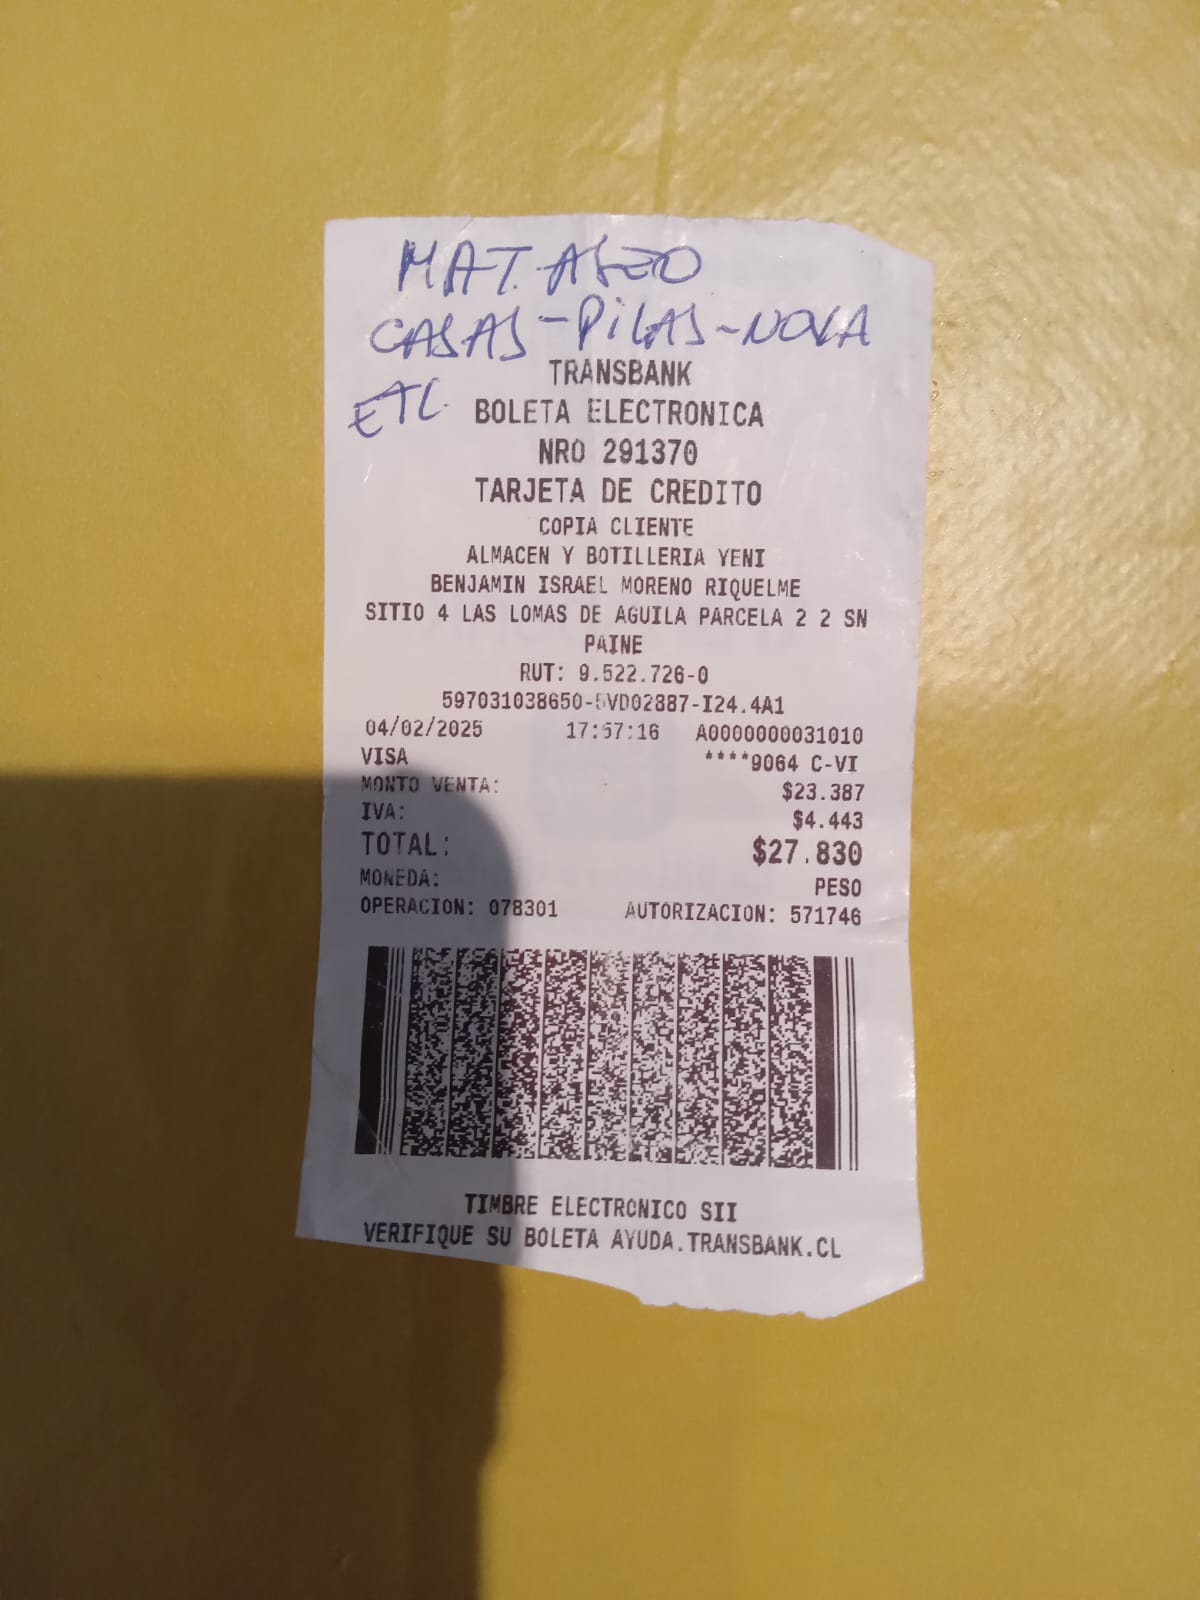 MAT. ASEO
CASAS - PILAS - NOVA
ETC.
TRANSBANK
BOLETA ELECTRONICA
NRO 291370
TARJETA DE CREDITO
COPIA CLIENTE
ALMACEN Y BOTILLERIA YENI
BENJAMIN ISRAEL MORENO RIQUELME
SITIO 4 LAS LOMAS DE AGUILA PARCELA 2 2 SN
PAINE
RUT: 9.522.726-0
597031038650-5VD02887-I24.4A1
04/02/2025 17:57:16 A0000000031010
VISA ****9064 C-VI
MONTO VENTA: $23.387
IVA: $4.443
TOTAL: $27.830
MONEDA: PESO
OPERACION: 078301 AUTORIZACION: 571746
TIMBRE ELECTRONICO SII
VERIFIQUE SU BOLETA AYUDA.TRANSBANK.CL